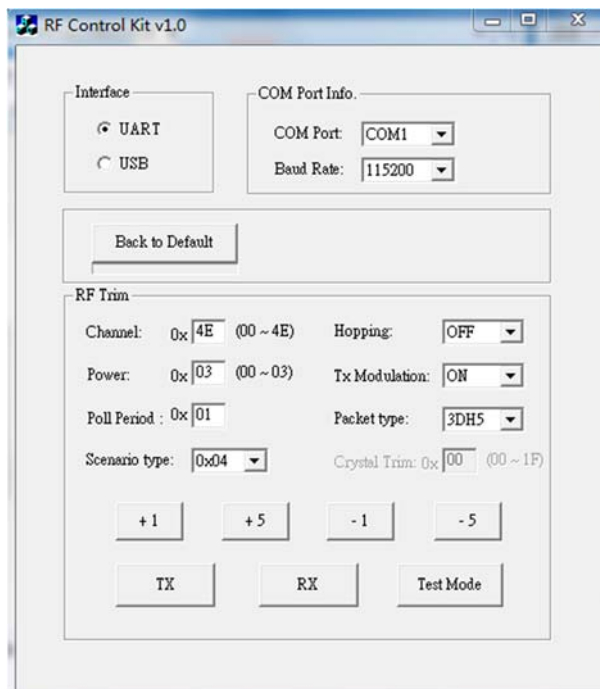 RF Control Kit v1.0
Interface
UART
USB
COM Port Info.
COM Port: COM1
Baud Rate: 115200
Back to Default
RF Trim
Channel: 0x 4E (00 ~ 4E) Hopping: OFF
Power: 0x 03 (00 ~ 03) Tx Modulation: ON
Poll Period : 0x 01 Packet type: 3DH5
Scenario type: 0x04 Crystal Trim: 0x 00 (00 ~ 1F)
+ 1 + 5 - 1 - 5
TX RX Test Mode